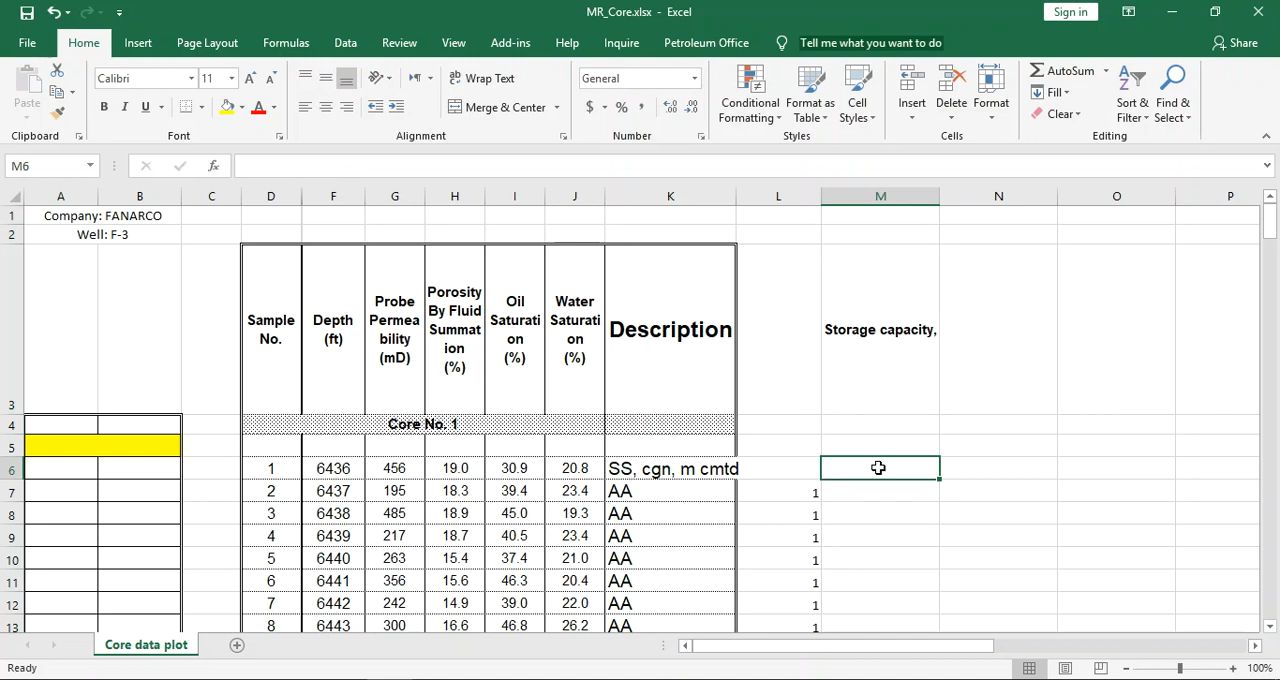 MR_Core.xlsx - Excel
Sign in
File Home Insert Page Layout Formulas Data Review View Add-ins Help Inquire Petroleum Office Tell me what you want to do Share
Paste
Calibri 11
Wrap Text
Merge & Center
General
Conditional Formatting
Format as Table
Cell Styles
Insert Delete Format
AutoSum
Fill
Clear
Sort & Filter
Find & Select
Clipboard Font Alignment Number Styles Cells Editing
M6
A B C D F G H I J K L M N O P
1 Company: FANARCO
2 Well: F-3
3
Sample No.
Depth (ft)
Probe Permea bility (mD)
Porosity By Fluid Summat ion (%)
Oil Saturati on (%)
Water Saturati on (%)
Description
Storage capacity,
4 Core No. 1
5
6 1 6436 456 19.0 30.9 20.8 SS, cgn, m cmtd
7 2 6437 195 18.3 39.4 23.4 AA 1
8 3 6438 485 18.9 45.0 19.3 AA 1
9 4 6439 217 18.7 40.5 23.4 AA 1
10 5 6440 263 15.4 37.4 21.0 AA 1
11 6 6441 356 15.6 46.3 20.4 AA 1
12 7 6442 242 14.9 39.0 22.0 AA 1
13 8 6443 300 16.6 46.8 26.2 AA 1
Core data plot
Ready
100%